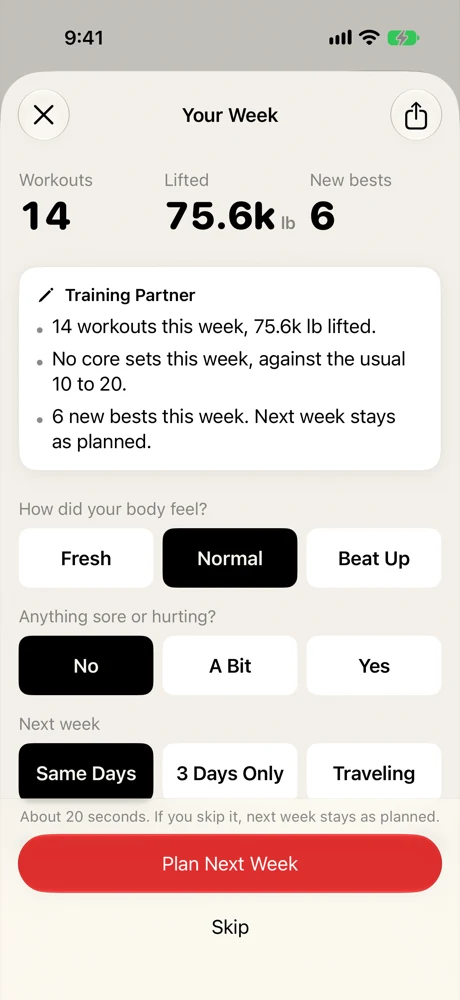 9:41
Your Week
Workouts
Lifted
New bests
14
75.6k lb
6
Training Partner
• 14 workouts this week, 75.6k lb lifted.
• No core sets this week, against the usual
10 to 20.
• 6 new bests this week. Next week stays
as planned.
How did your body feel?
Fresh
Normal
Beat Up
Anything sore or hurting?
No
A Bit
Yes
Next week
Same Days
3 Days Only
Traveling
About 20 seconds. If you skip it, next week stays as planned.
Plan Next Week
Skip